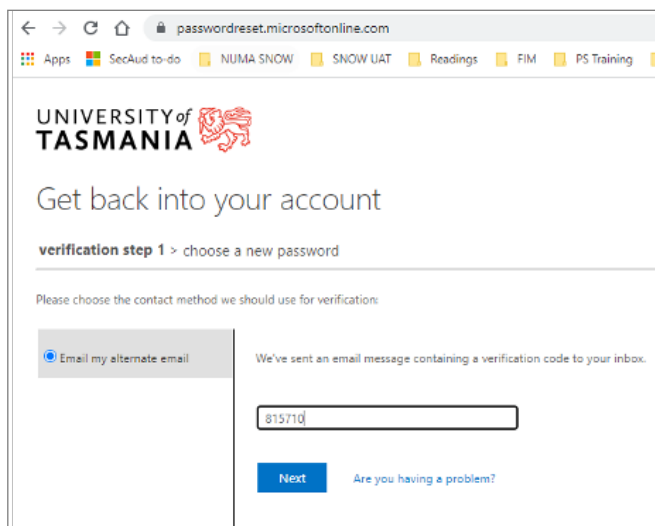 passwordreset.microsoftonline.com
Apps SecAud to-do NUMA SNOW SNOW UAT Readings FIM PS Training
UNIVERSITY of
TASMANIA
Get back into your account
verification step 1 > choose a new password
Please choose the contact method we should use for verification:
Email my alternate email
We've sent an email message containing a verification code to your inbox.
815710
Next Are you having a problem?